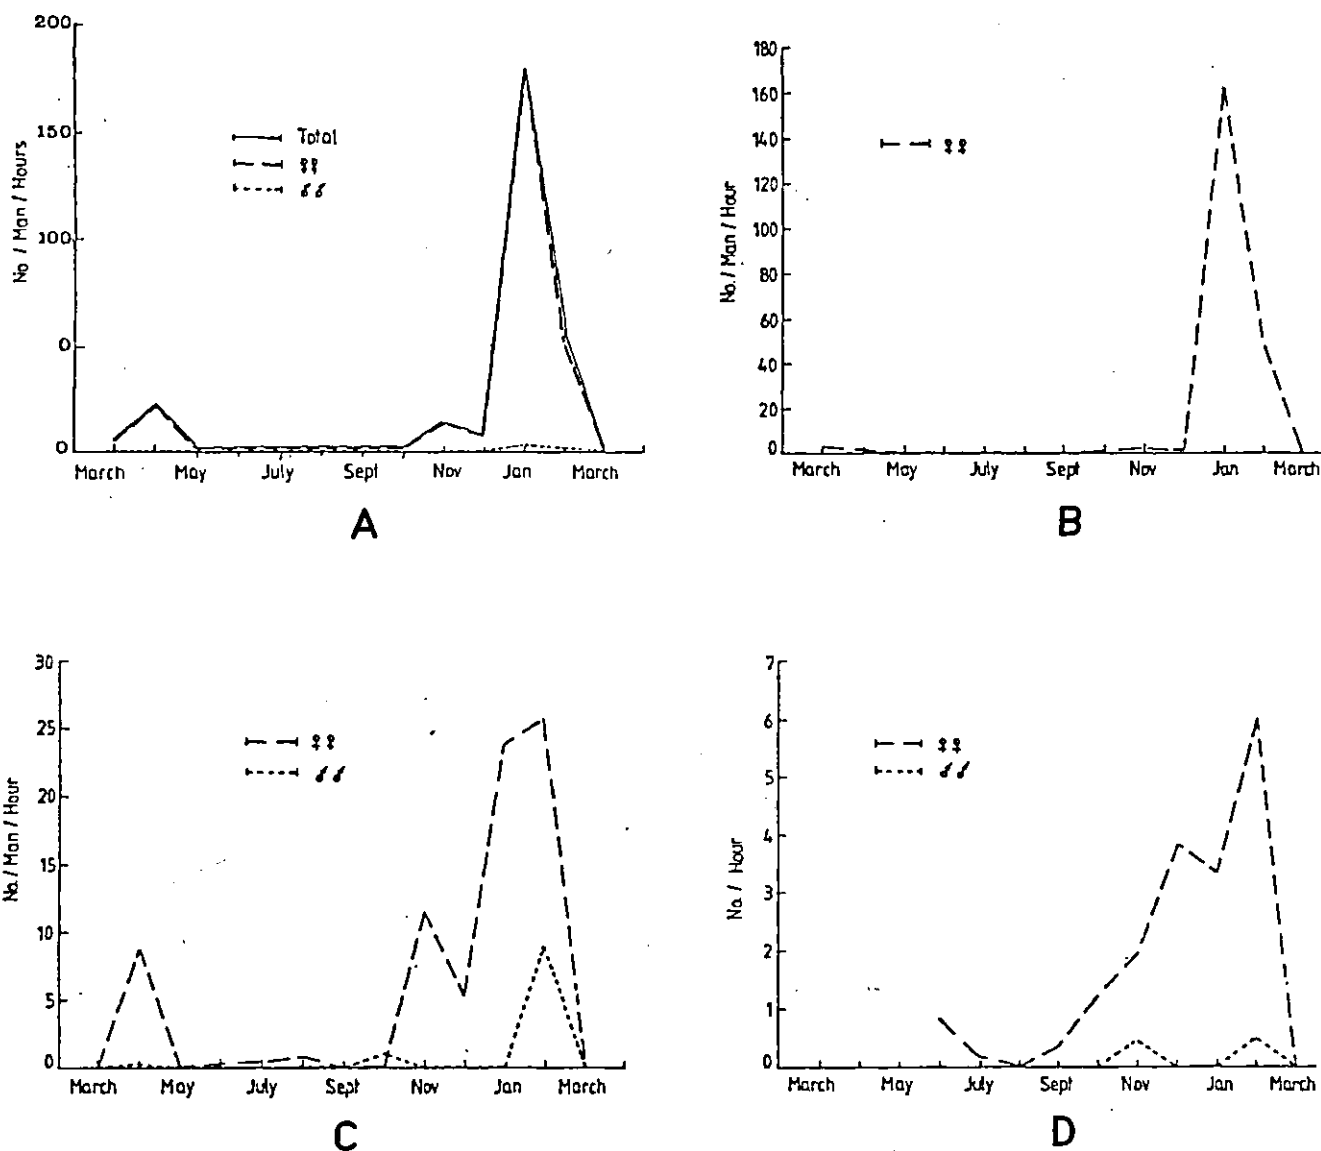 200
150
100
0
0
No / Man / Hours
Total
♀♀
♂♂
March May July Sept Nov Jan March
A
180
160
140
120
100
80
60
40
20
0
No. / Man / Hour
♀♀
March May July Sept Nov Jan March
B
30
25
20
15
10
5
0
No. / Man / Hour
♀♀
♂♂
March May July Sept Nov Jan March
C
7
6
5
4
3
2
1
0
No. / Hour
♀♀
♂♂
March May July Sept Nov Jan March
D